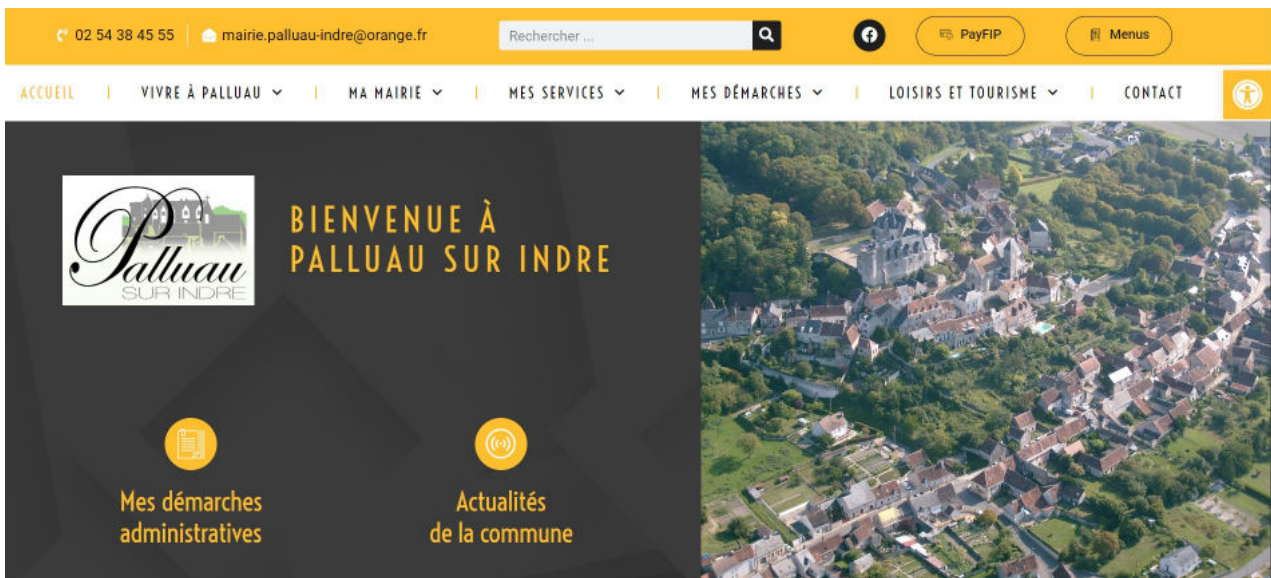 02 54 38 45 55
mairie.palluau-indre@orange.fr
Rechercher ...
PayFIP
Menus
ACCUEIL
VIVRE À PALLUAU
MA MAIRIE
MES SERVICES
MES DÉMARCHES
LOISIRS ET TOURISME
CONTACT
Palluau
SUR INDRE
BIENVENUE À
PALLUAU SUR INDRE
Mes démarches
administratives
Actualités
de la commune